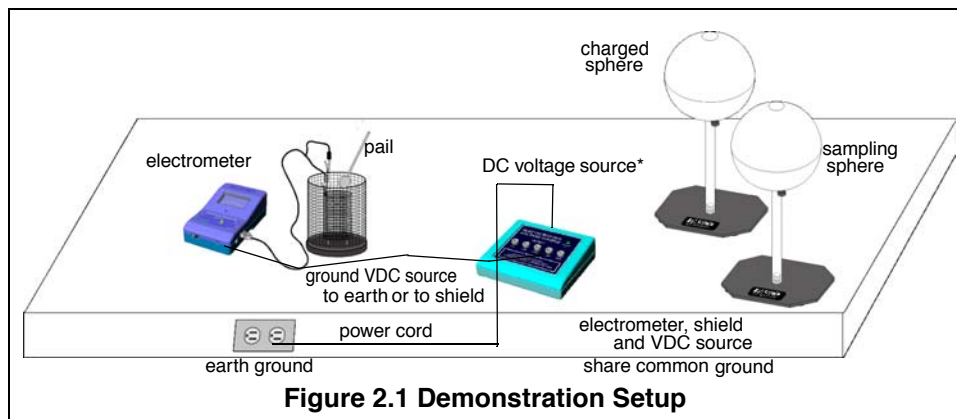 charged
sphere
sampling
sphere
electrometer
pail
DC voltage source*
ground VDC source
to earth or to shield
power cord
electrometer, shield
and VDC source
share common ground
earth ground
Figure 2.1 Demonstration Setup